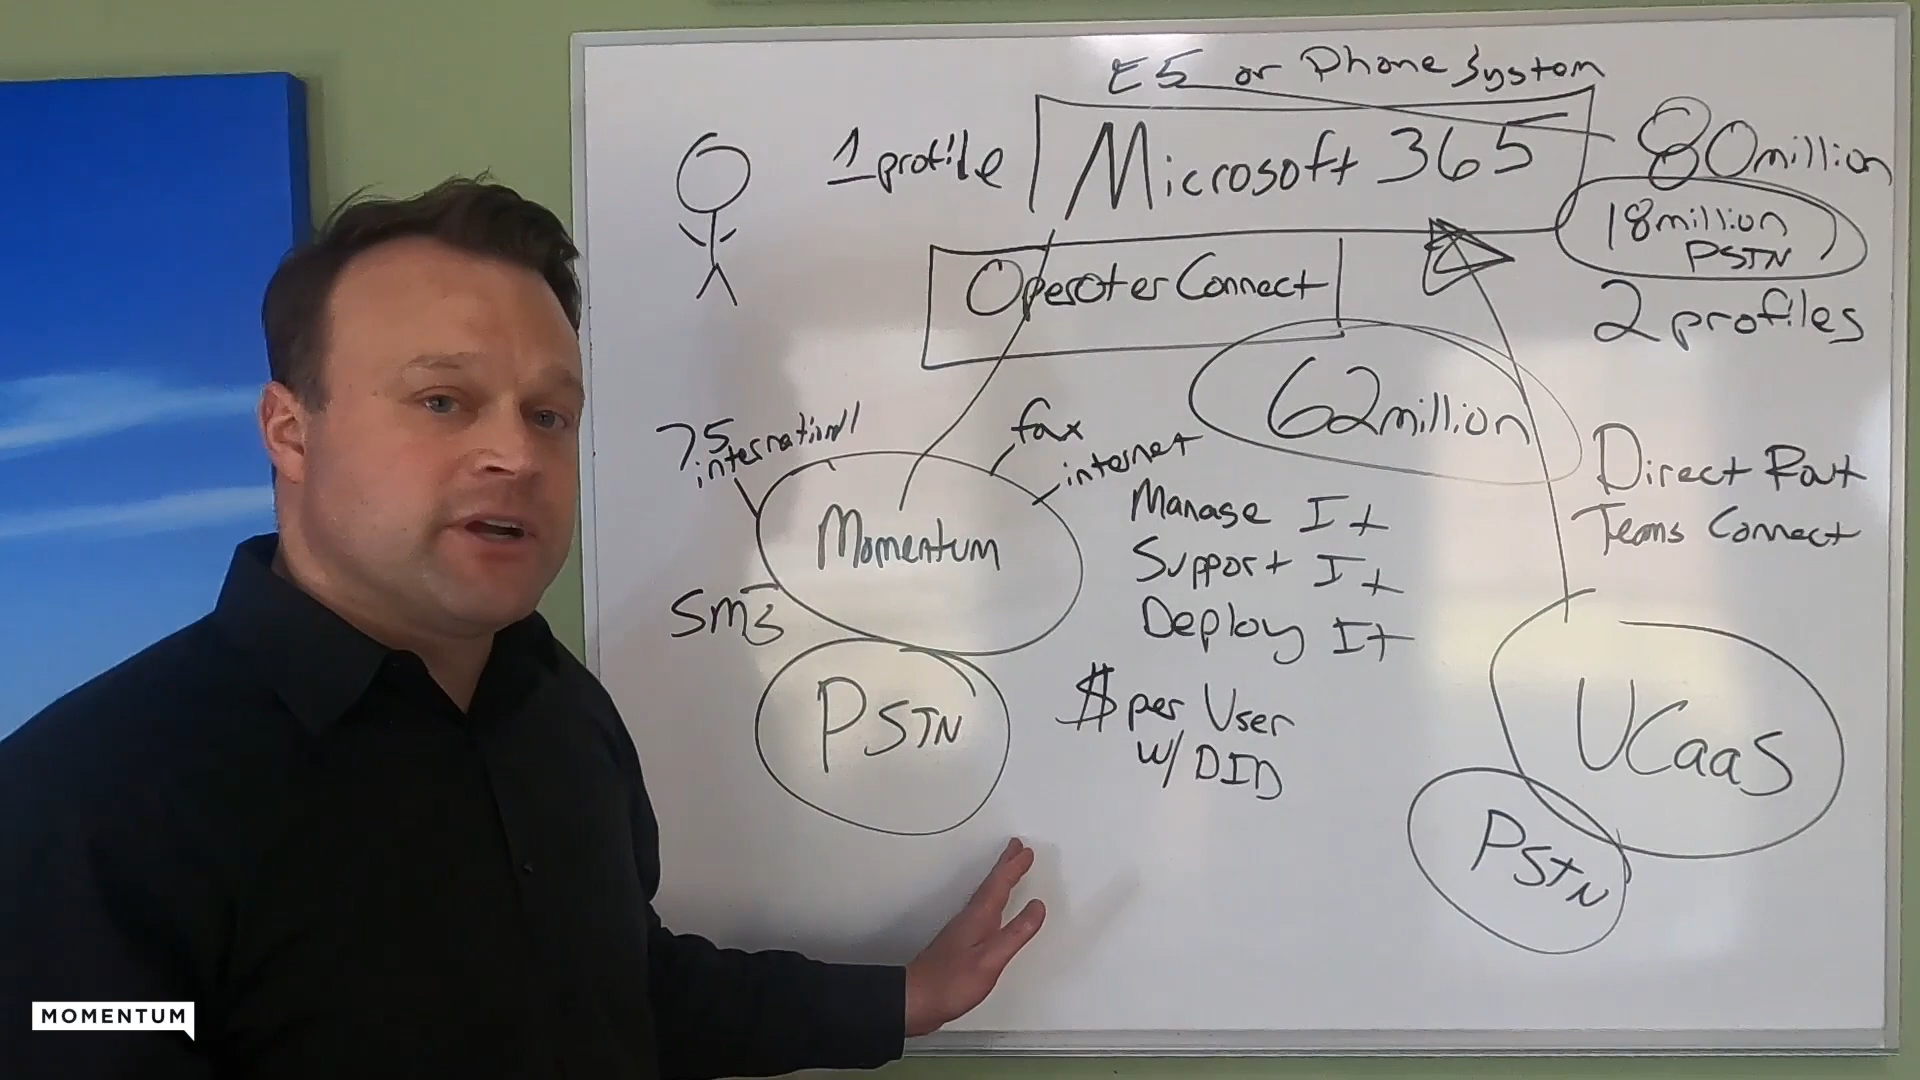 E5 or Phone System
1 profile
Microsoft 365
80 million
18 million
PSTN
2 profiles
Operater Connect
62 million
75
international
fax
internet
Momentum
SMS
PSTN
Manage It
Support It
Deploy It
$ per User
w/ DID
Direct Rout
Teams Connect
UCaaS
PSTN
MOMENTUM